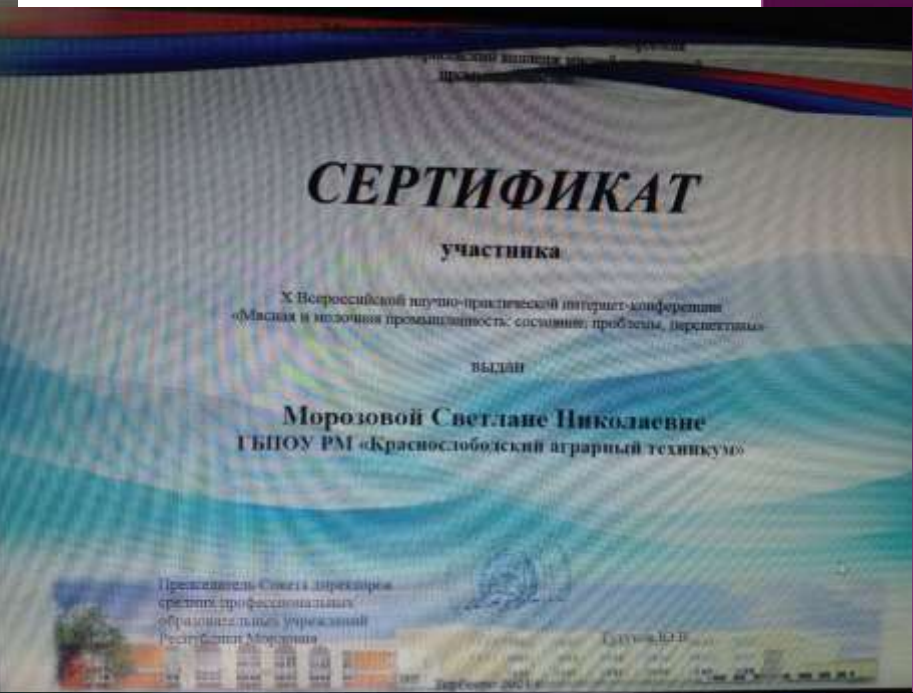 СЕРТИФИКАТ
участника
X Всероссийской научно-практической интернет-конференции
«Мясная и молочная промышленность: состояние, проблемы, перспективы»
выдан
Морозовой Светлане Николаевне
ГБПОУ РМ «Краснослободский аграрный техникум»
Председатель Совета директоров
средних профессиональных
образовательных учреждений
Республики Мордовия